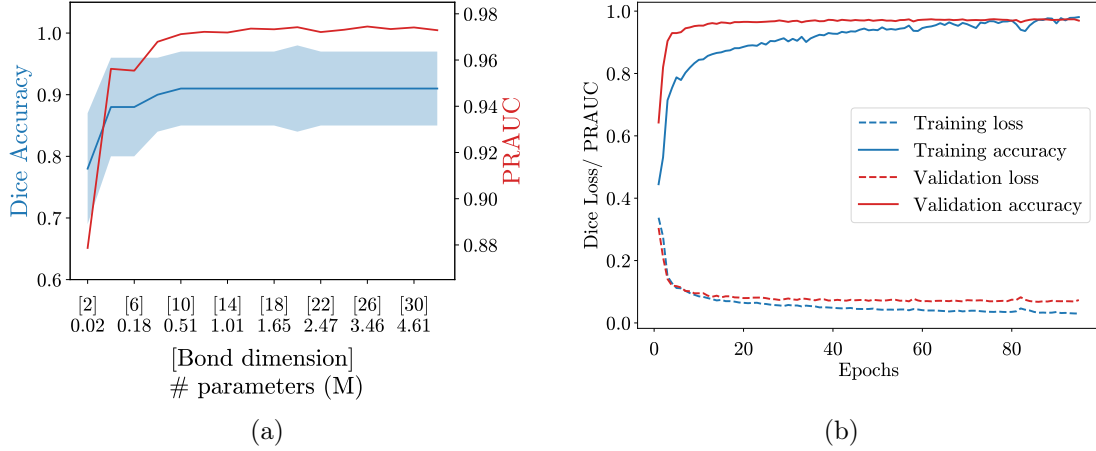 Dice Accuracy
1.0
0.9
0.8
0.7
0.6
0.98
0.96
0.94
0.92
0.90
0.88
PRAUC
[2] [6] [10] [14] [18] [22] [26] [30]
0.02 0.18 0.51 1.01 1.65 2.47 3.46 4.61
[Bond dimension]
# parameters (M)
(a)
Dice Loss/ PRAUC
1.0
0.8
0.6
0.4
0.2
0.0
Training loss
Training accuracy
Validation loss
Validation accuracy
0 20 40 60 80
Epochs
(b)